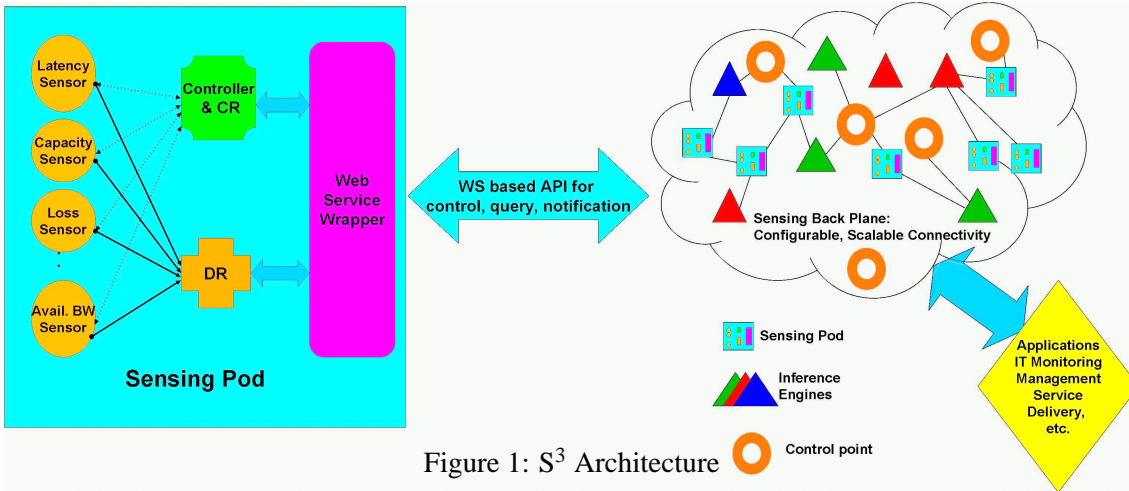 Latency
Sensor
Capacity
Sensor
Loss
Sensor
.
.
Avail. BW
Sensor
Controller
& CR
DR
Web
Service
Wrapper
Sensing Pod
WS based API for
control, query, notification
Sensing Back Plane:
Configurable, Scalable Connectivity
Sensing Pod
Inference
Engines
Control point
Applications
IT Monitoring
Management
Service
Delivery,
etc.
Figure 1: S³ Architecture